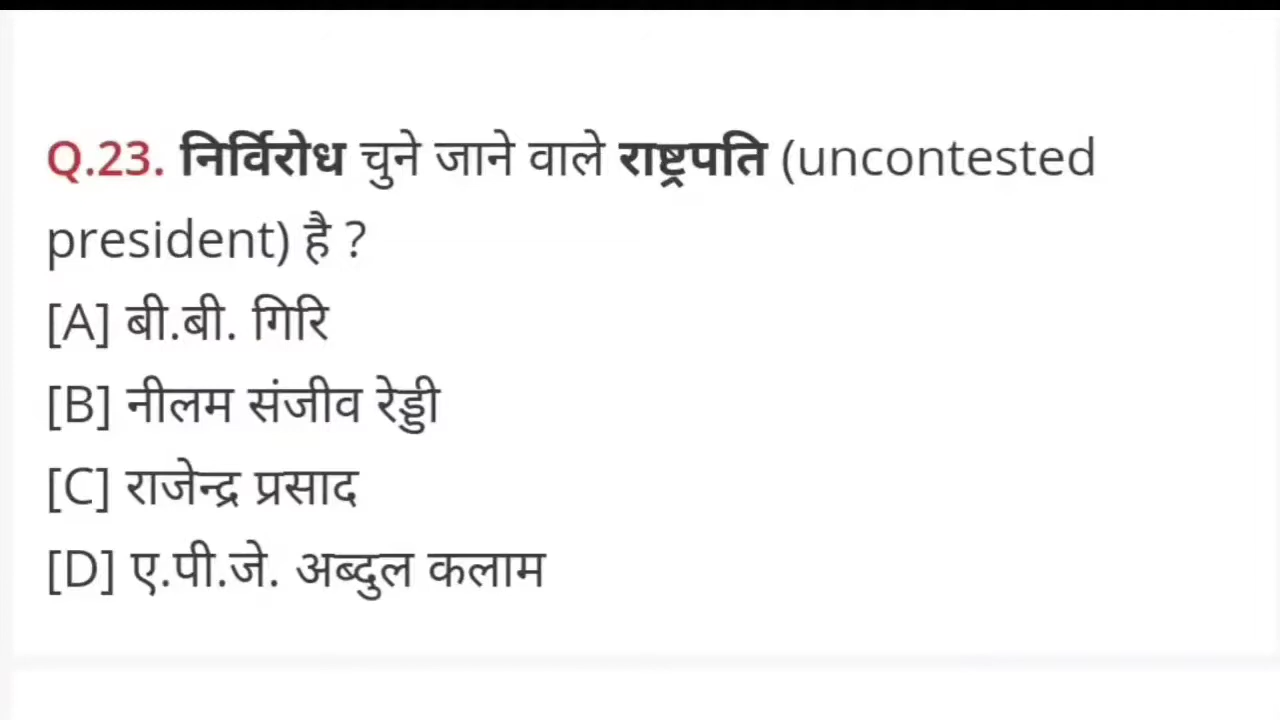 Q.23. निर्विरोध चुने जाने वाले राष्ट्रपति (uncontested
president) है ?
[A] बी.बी. गिरि
[B] नीलम संजीव रेड्डी
[C] राजेन्द्र प्रसाद
[D] ए.पी.जे. अब्दुल कलाम